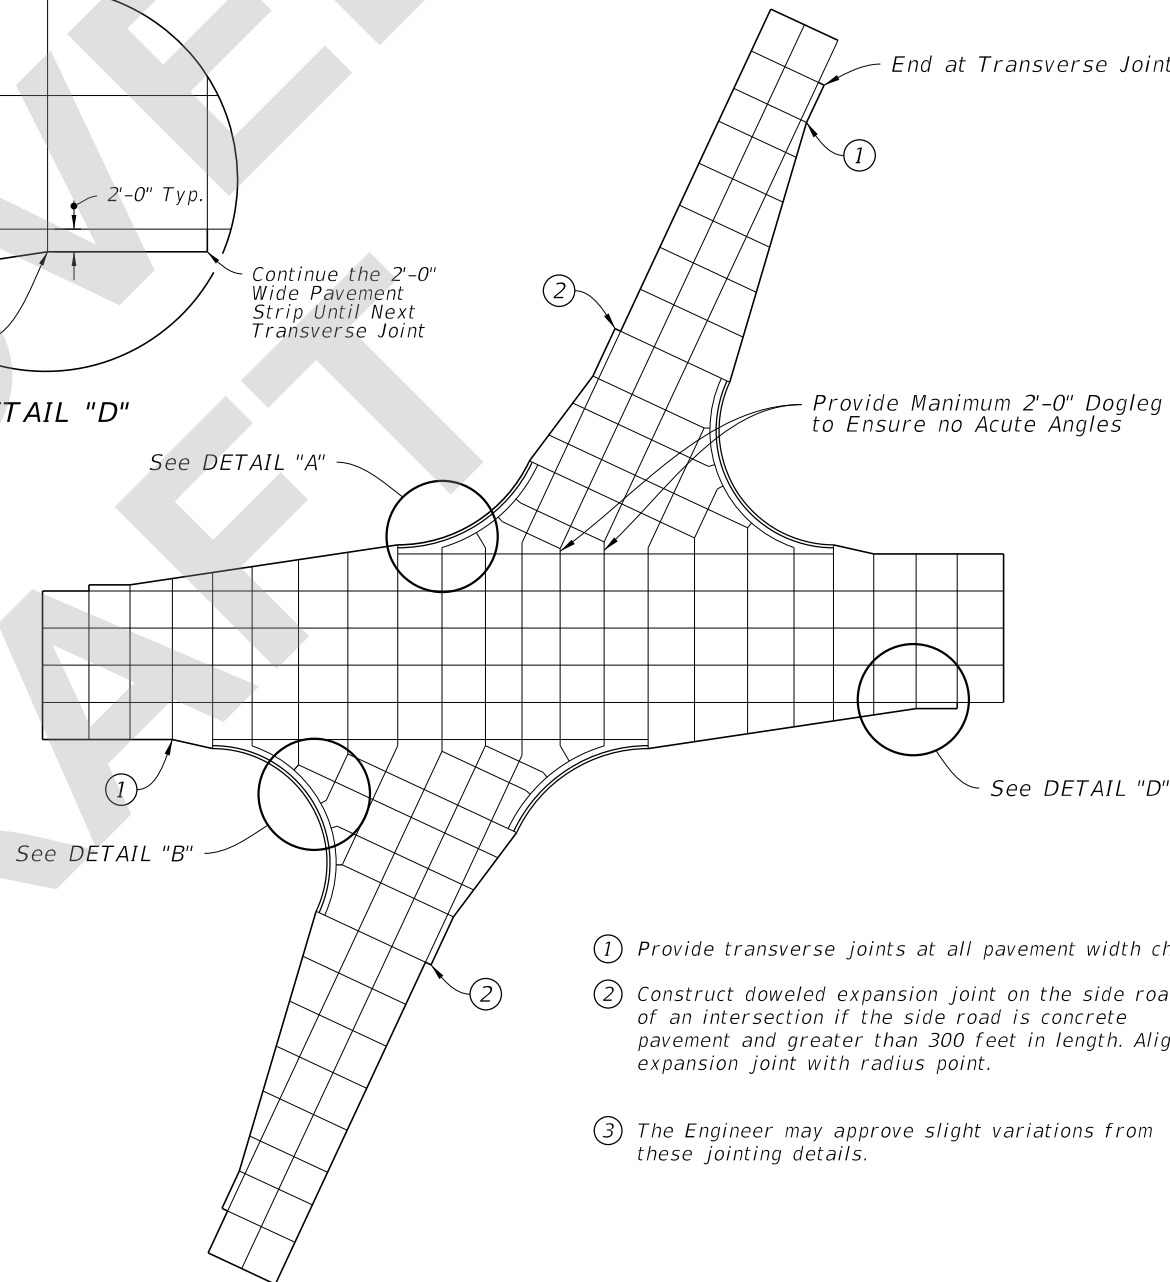 End at Transverse Joint
1
2'-0" Typ.
Continue the 2'-0"
Wide Pavement
Strip Until Next
Transverse Joint
2
TAIL "D"
Provide Manimum 2'-0" Dogleg
to Ensure no Acute Angles
See DETAIL "A"
1
See DETAIL "D"
See DETAIL "B"
2
1 Provide transverse joints at all pavement width
2 Construct doweled expansion joint on the side
of an intersection if the side road is concrete
pavement and greater than 300 feet in length.
expansion joint with radius point.
3 The Engineer may approve slight variations from
these jointing details.